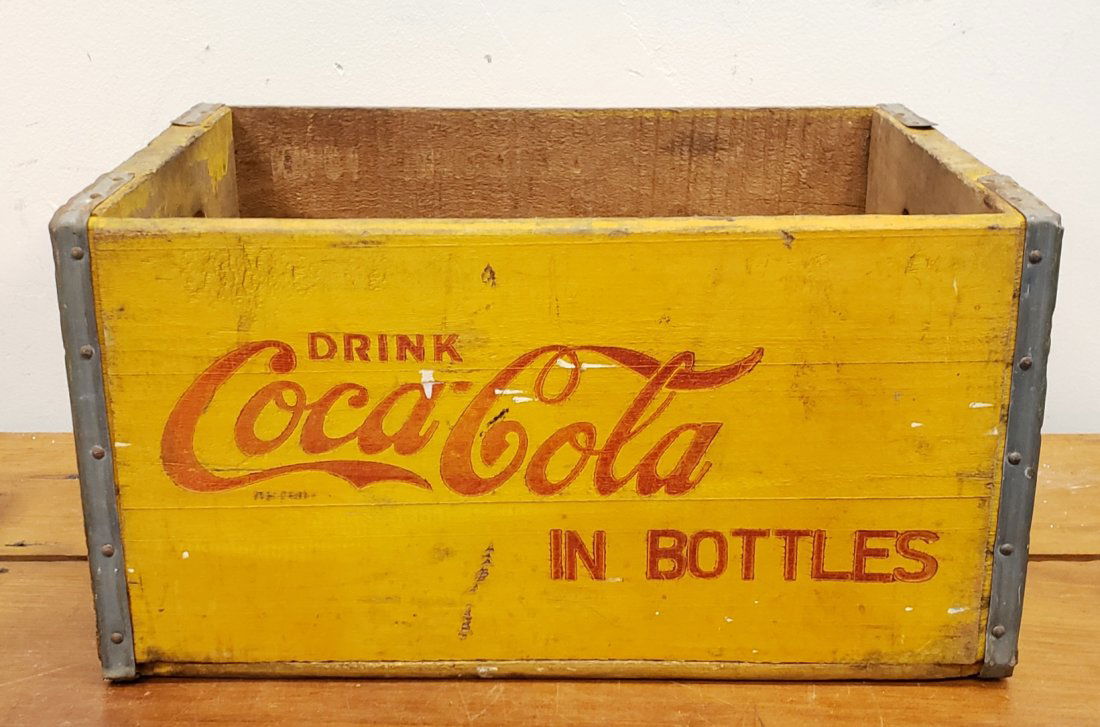 DRINK
Coca-Cola
IN BOTTLES